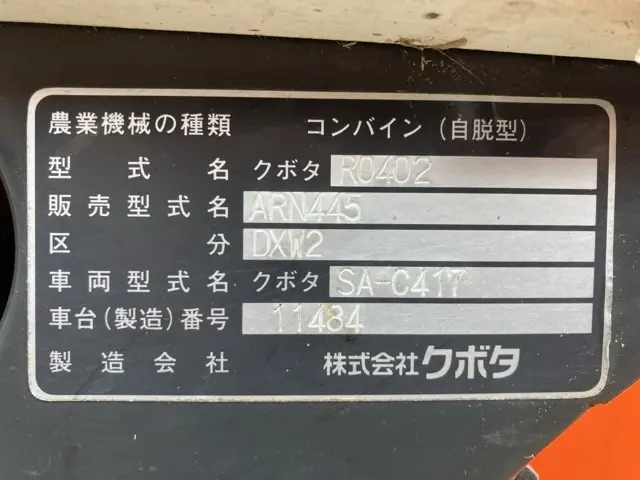 農業機械の種類 コンバイン(自脱型)
型式名 クボタ R0402
販売型式名 ARN445
区分 DXW2
車両型式名 クボタ SA-C417
車台(製造)番号 11484
製造会社 株式会社クボタ